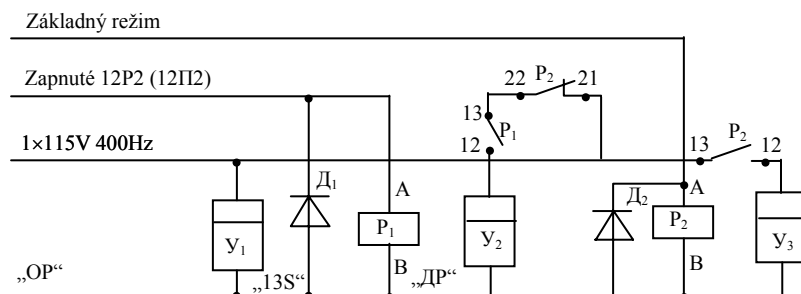 Základný režim
Zapnuté 12P2 (12П2)
22 P₂ 21
13
P₁
12
1×115V 400Hz
13 P₂ 12
Д₁
A
P₁
B
У₁
У₂
Д₂
A
P₂
B
У₃
„OP“ „13S“ „ДP“